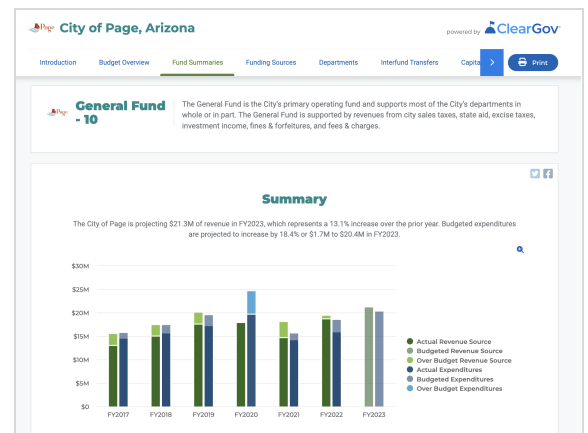 Page City of Page, Arizona
powered by ClearGov
Introduction Budget Overview Fund Summaries Funding Sources Departments Interfund Transfers Capita > Print
Page General Fund
- 10
The General Fund is the City's primary operating fund and supports most of the City's departments in
whole or in part. The General Fund is supported by revenues from city sales taxes, state aid, excise taxes,
investment income, fines & forfeitures, and fees & charges.
Summary
The City of Page is projecting $21.3M of revenue in FY2023, which represents a 13.1% increase over the prior year. Budgeted expenditures
are projected to increase by 18.4% or $1.7M to $20.4M in FY2023.
$30M
$25M
$20M
$15M
$10M
$5M
$0
FY2017 FY2018 FY2019 FY2020 FY2021 FY2022 FY2023
Actual Revenue Source
Budgeted Revenue Source
Over Budget Revenue Source
Actual Expenditures
Budgeted Expenditures
Over Budget Expenditures